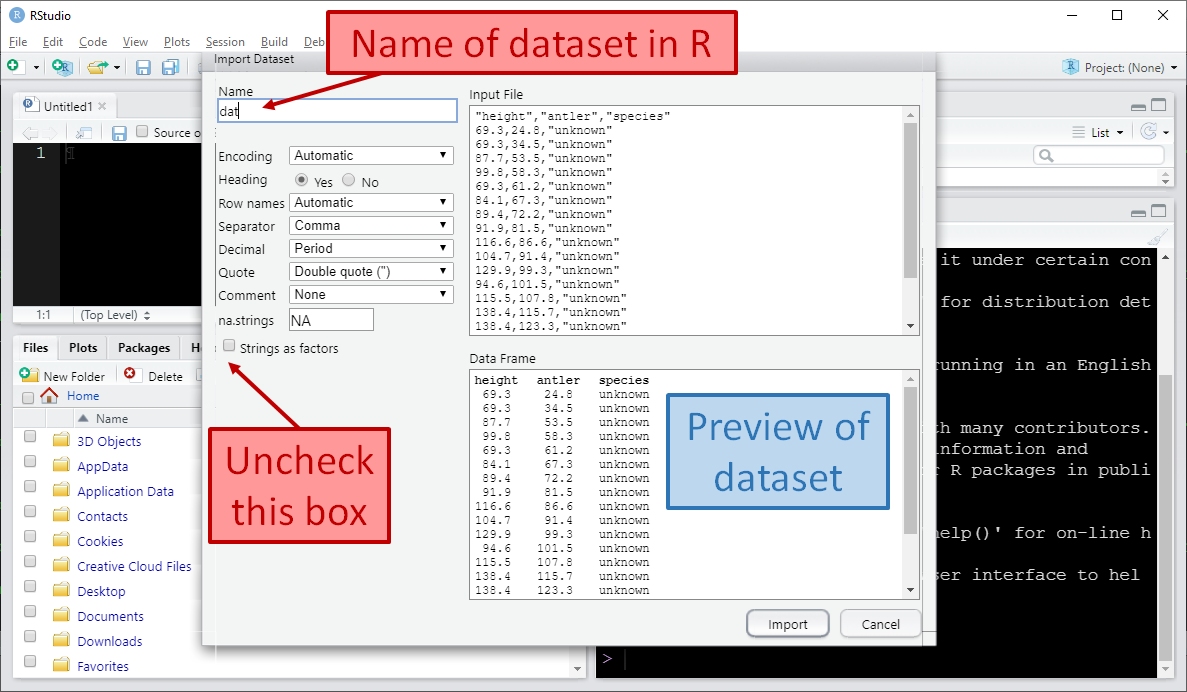 RStudio
File Edit Code View Plots Session Build Deb
Name of dataset in R
Project: (None)
Import Dataset
Untitled1
Source o
1
1:1 (Top Level)
Name
dat
Encoding Automatic
Heading Yes No
Row names Automatic
Separator Comma
Decimal Period
Quote Double quote (")
Comment None
na.strings NA
Strings as factors
Uncheck
this box
Input File
"height","antler","species"
69.3,24.8,"unknown"
69.3,34.5,"unknown"
87.7,53.5,"unknown"
99.8,58.3,"unknown"
69.3,61.2,"unknown"
84.1,67.3,"unknown"
89.4,72.2,"unknown"
91.9,81.5,"unknown"
116.6,86.6,"unknown"
104.7,91.4,"unknown"
129.9,99.3,"unknown"
94.6,101.5,"unknown"
115.5,107.8,"unknown"
138.4,115.7,"unknown"
138.4,123.3,"unknown"
Data Frame
height antler species
69.3 24.8 unknown
69.3 34.5 unknown
87.7 53.5 unknown
99.8 58.3 unknown
69.3 61.2 unknown
84.1 67.3 unknown
89.4 72.2 unknown
91.9 81.5 unknown
116.6 86.6 unknown
104.7 91.4 unknown
129.9 99.3 unknown
94.6 101.5 unknown
115.5 107.8 unknown
138.4 115.7 unknown
138.4 123.3 unknown
Preview of
dataset
Import Cancel
Files Plots Packages H
New Folder Delete
Home
Name
3D Objects
AppData
Application Data
Contacts
Cookies
Creative Cloud Files
Desktop
Documents
Downloads
Favorites
List
it under certain con
for distribution det
unning in an English
th many contributors.
nformation and
r R packages in publi
help()' for on-line h
ser interface to hel
>